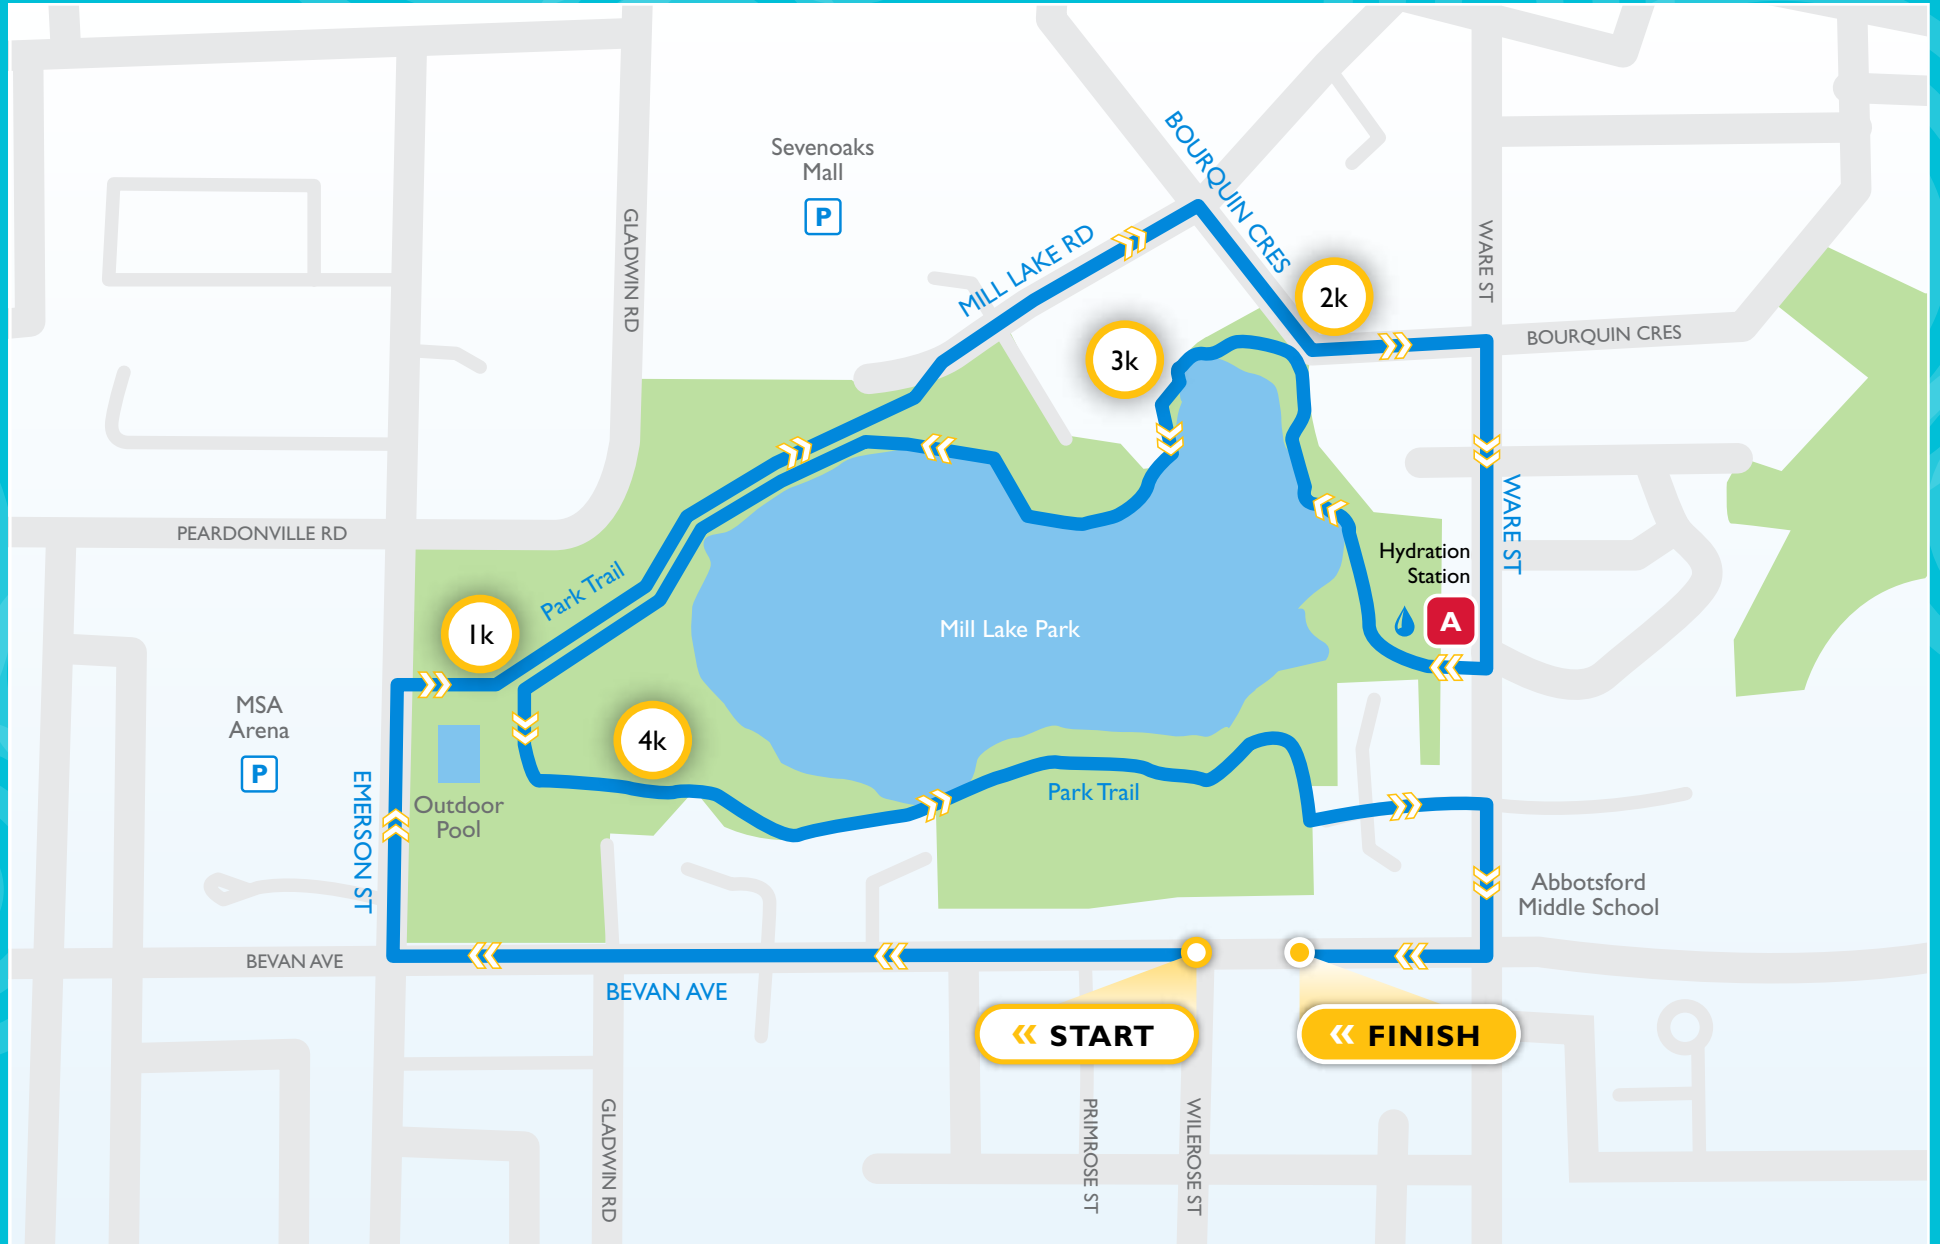 Sevenoaks
Mall
P
BOURQUIN CRES
MILL LAKE RD
GLADWIN RD
WARE ST
2k
BOURQUIN CRES
3k
PEARDONVILLE RD
WARE ST
Hydration
Station
A
Park Trail
1k
Mill Lake Park
MSA
Arena
P
4k
EMERSON ST
Outdoor
Pool
Park Trail
Abbotsford
Middle School
BEVAN AVE
BEVAN AVE
START
FINISH
GLADWIN RD
PRIMROSE ST
WILEROSE ST